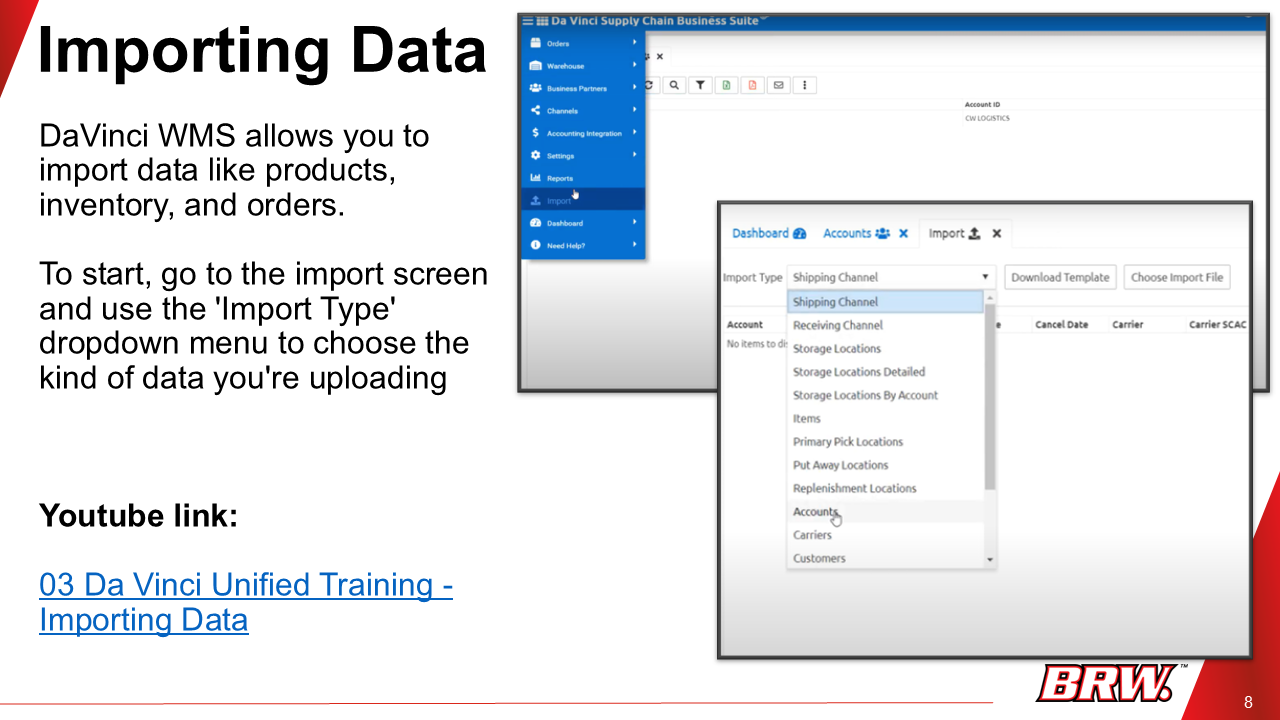 Importing Data
DaVinci WMS allows you to
import data like products,
inventory, and orders.
To start, go to the import screen
and use the 'Import Type'
dropdown menu to choose the
kind of data you're uploading
Youtube link:
03 Da Vinci Unified Training -
Importing Data
Da Vinci Supply Chain Business Suite
Orders
Warehouse
Business Partners
Channels
Accounting Integration
Settings
Reports
Import
Dashboard
Need Help?
Account ID
CW LOGISTICS
Dashboard Accounts Import
Import Type Shipping Channel Download Template Choose Import File
Shipping Channel
Receiving Channel
Storage Locations
Storage Locations Detailed
Storage Locations By Account
Items
Primary Pick Locations
Put Away Locations
Replenishment Locations
Accounts
Carriers
Customers
Account Cancel Date Carrier Carrier SCAC
No items to di
BRW.™
8